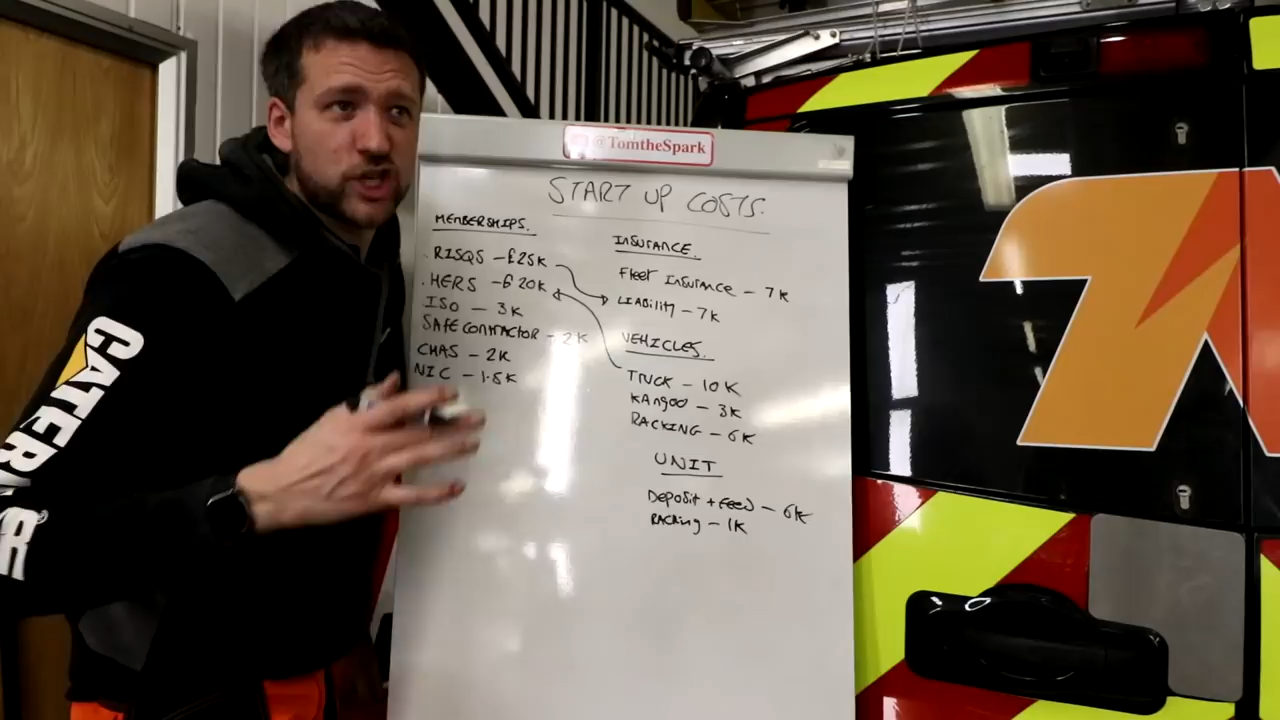 @TomtheSpark
START UP COSTS.
MEMBERSHIPS.
RISQS - £25K
HERS - £20K
ISO - 3K
SAFE CONTRACTOR - 2K
CHAS - 2K
NIC - 1.5K
INSURANCE.
Fleet Insurance - 7K
LIABILITY - 7K
VEHICLES.
TRUCK - 10K
KANGOO - 3K
RACKING - 6K
UNIT
Deposit + Feed - 6K
RACKING - 1K
CATER